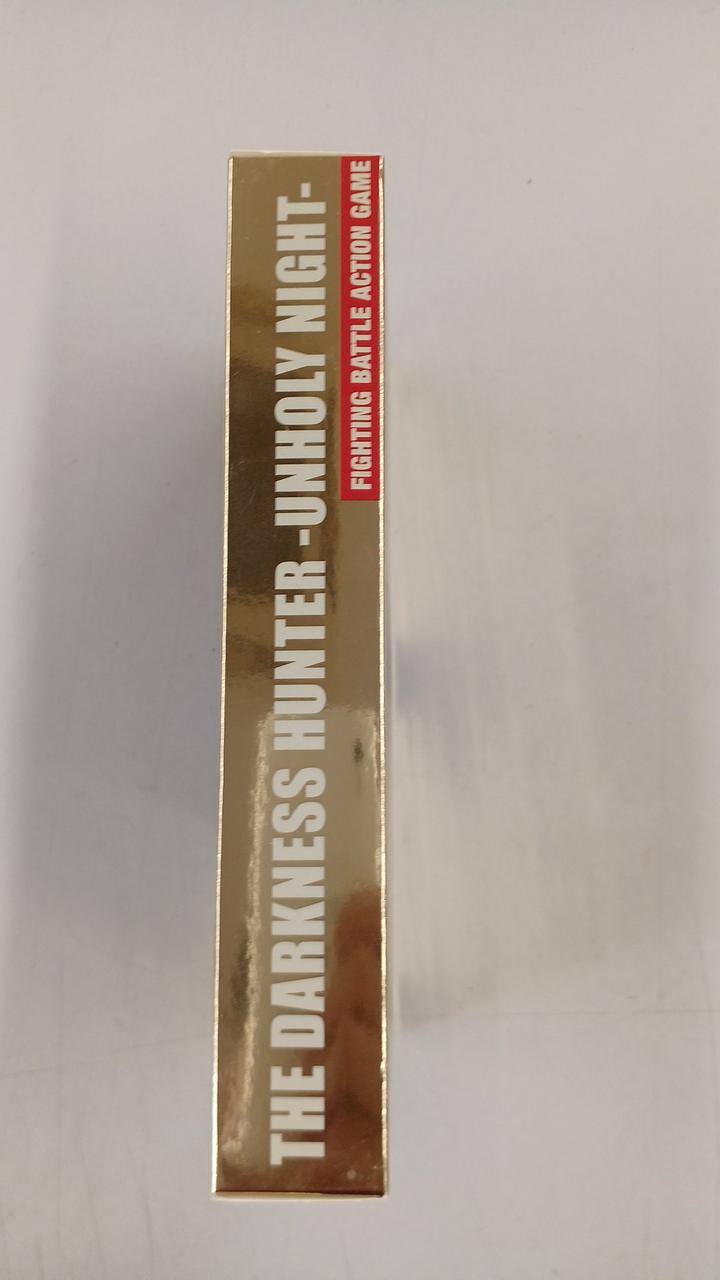 THE DARKNESS HUNTER -UNHOLY NIGHT-
FIGHTING BATTLE ACTION GAME